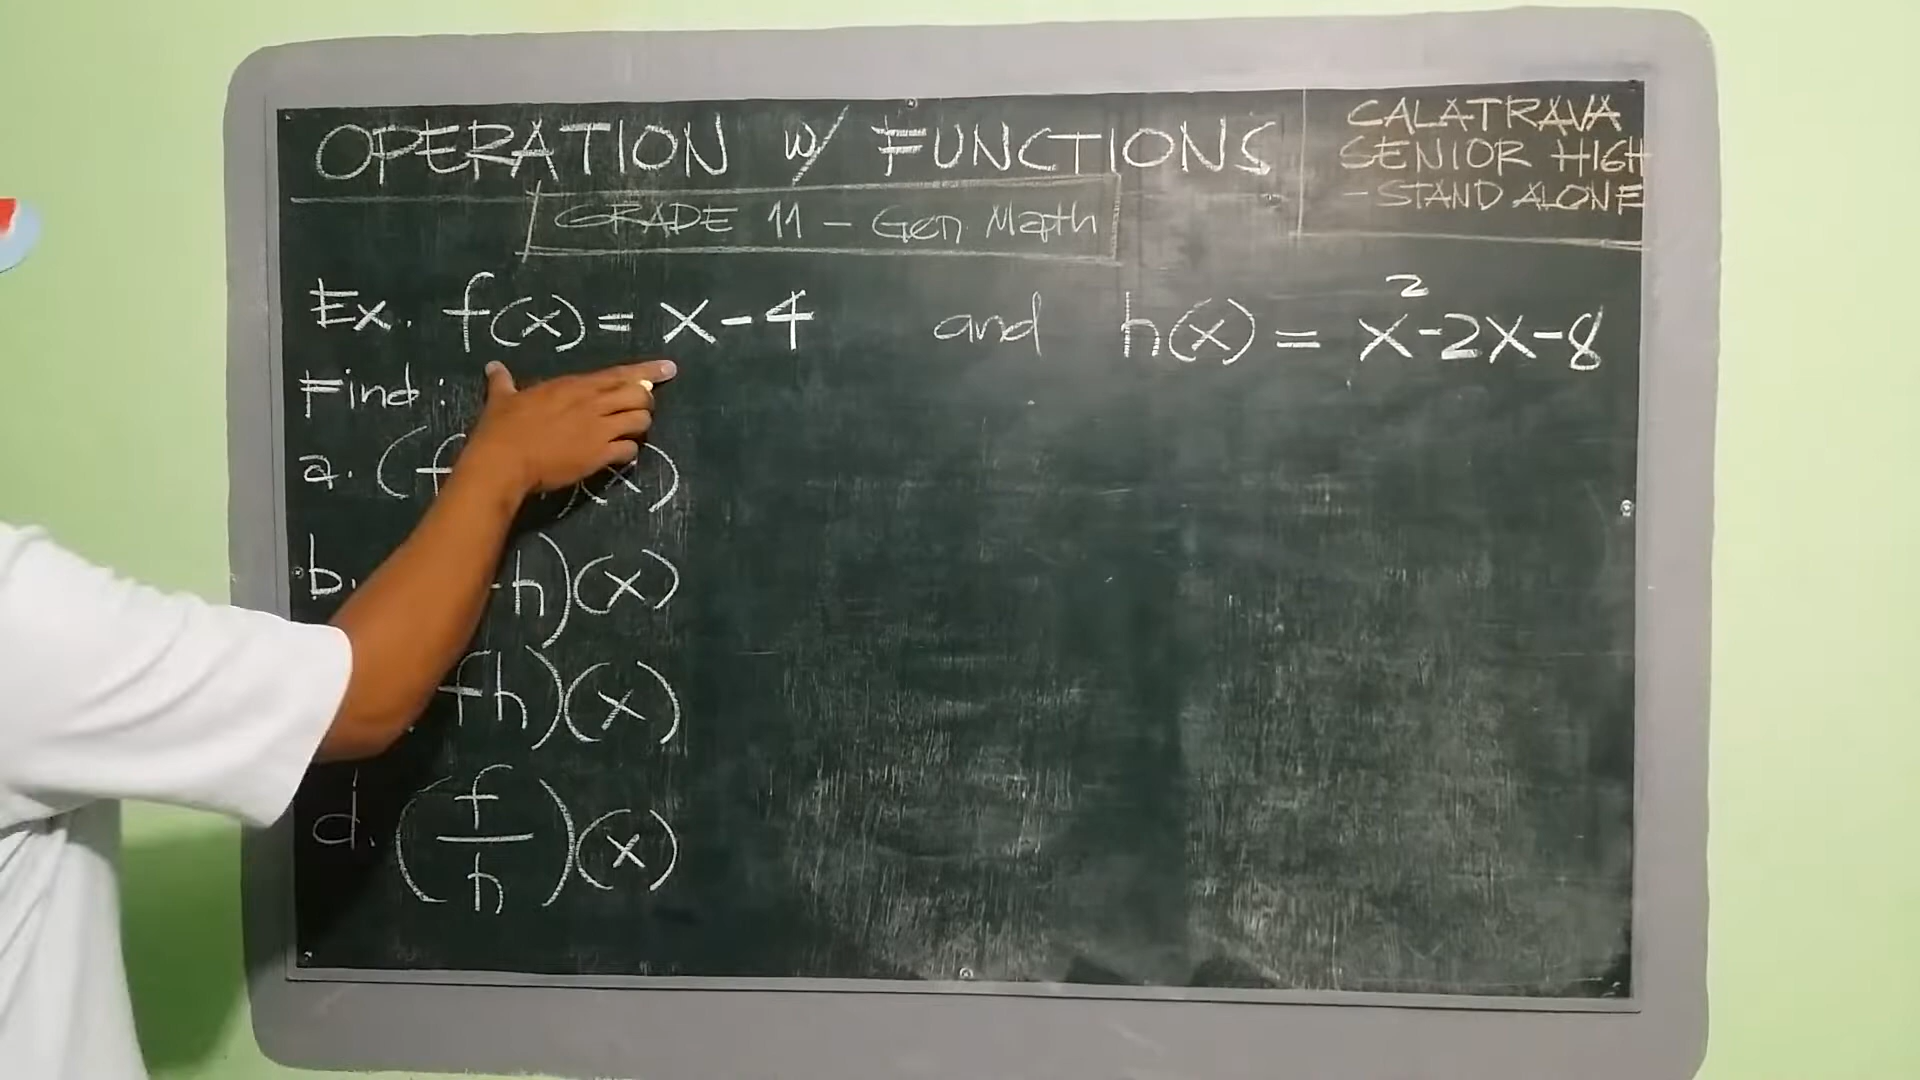 OPERATION w/ FUNCTIONS
CALATRAVA
SENIOR HIGH
-STAND ALONE
GRADE 11 - Gen Math
Ex. f(x) = x-4 and h(x) = x²-2x-8
Find:
a. (f )(x)
b. -h)(x)
fh)(x)
d. (f/h)(x)